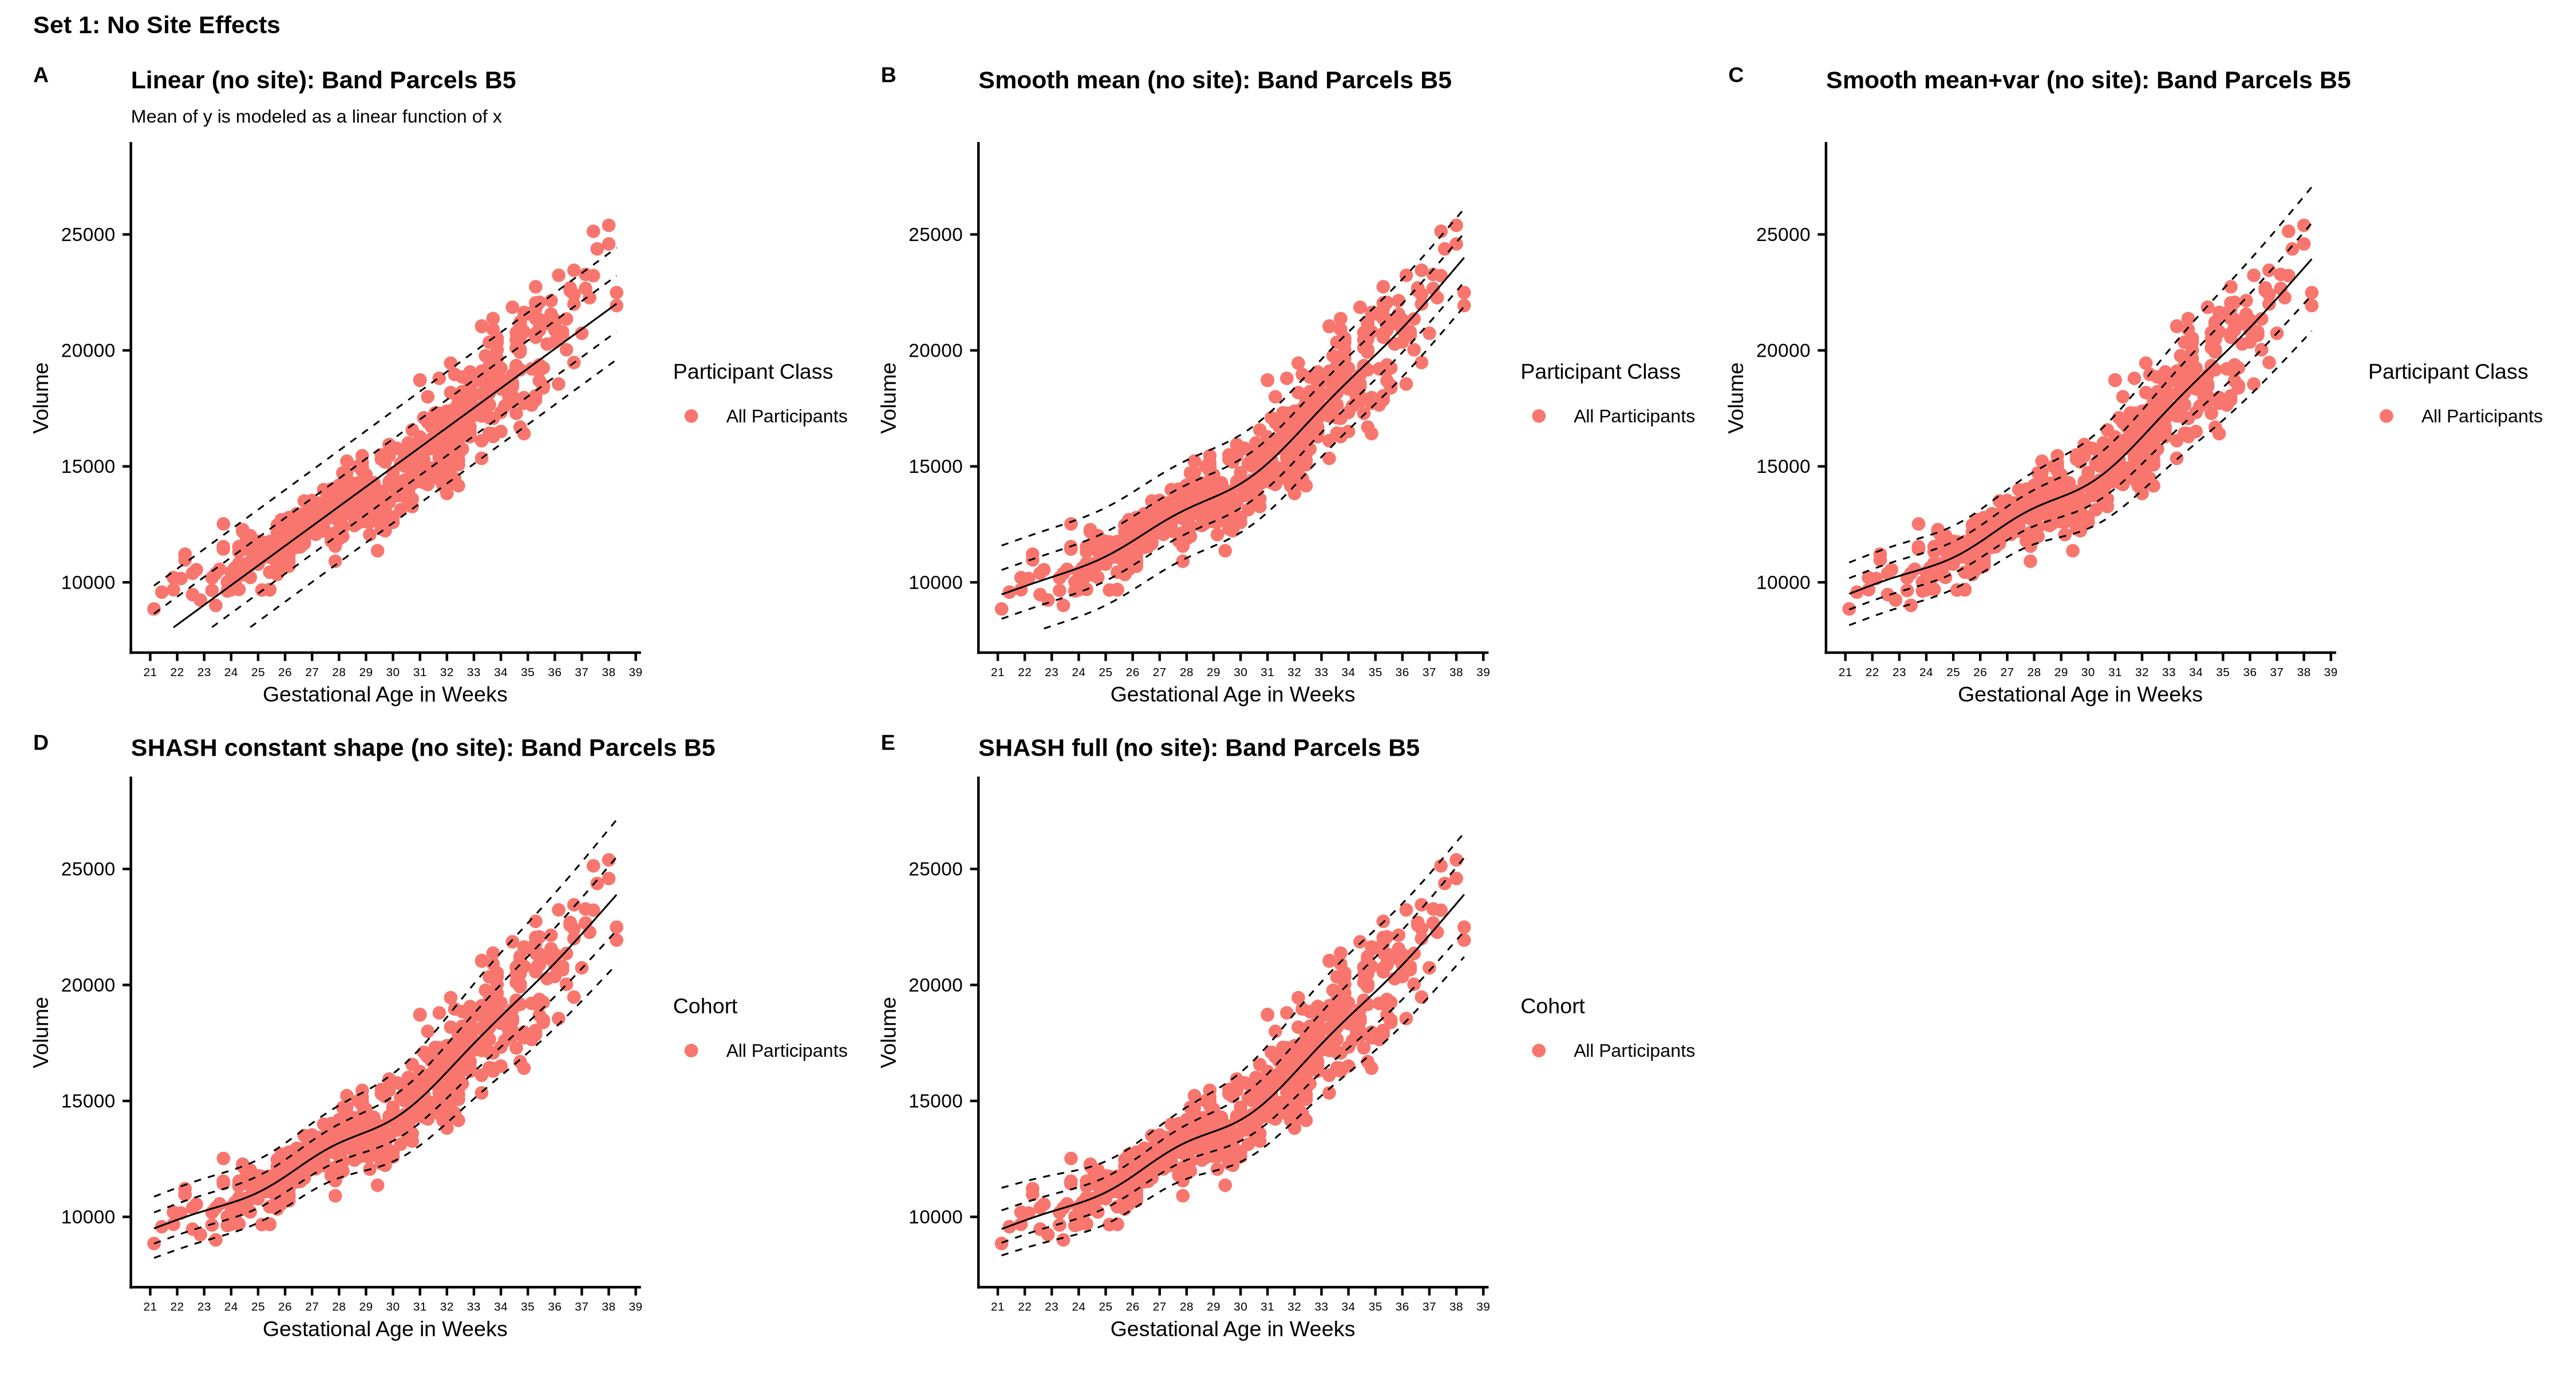 Set 1: No Site Effects
A
Linear (no site): Band Parcels B5
Mean of y is modeled as a linear function of x
Volume
25000
20000
15000
10000
21 22 23 24 25 26 27 28 29 30 31 32 33 34 35 36 37 38 39
Gestational Age in Weeks
Participant Class
All Participants
B
Smooth mean (no site): Band Parcels B5
Volume
25000
20000
15000
10000
21 22 23 24 25 26 27 28 29 30 31 32 33 34 35 36 37 38 39
Gestational Age in Weeks
Participant Class
All Participants
C
Smooth mean+var (no site): Band Parcels B5
Volume
25000
20000
15000
10000
21 22 23 24 25 26 27 28 29 30 31 32 33 34 35 36 37 38 39
Gestational Age in Weeks
Participant Class
All Participants
D
SHASH constant shape (no site): Band Parcels B5
Volume
25000
20000
15000
10000
21 22 23 24 25 26 27 28 29 30 31 32 33 34 35 36 37 38 39
Gestational Age in Weeks
Cohort
All Participants
E
SHASH full (no site): Band Parcels B5
Volume
25000
20000
15000
10000
21 22 23 24 25 26 27 28 29 30 31 32 33 34 35 36 37 38 39
Gestational Age in Weeks
Cohort
All Participants